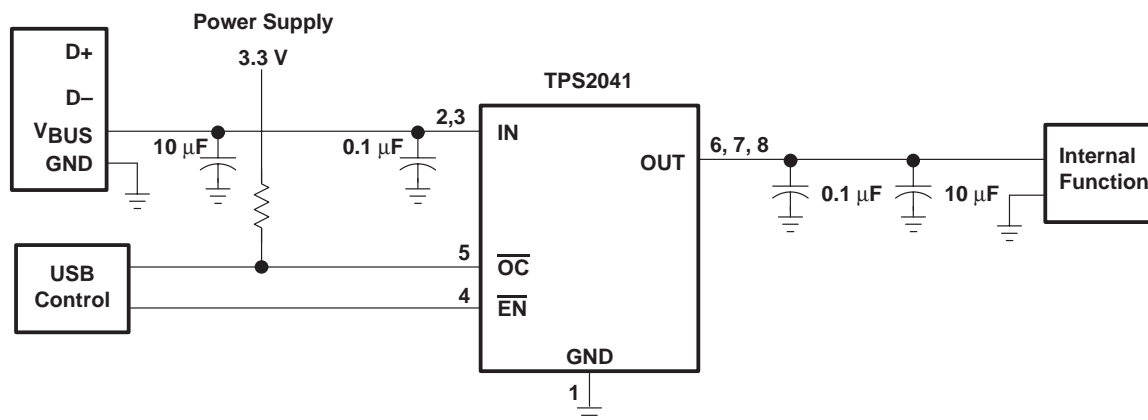 Power Supply
3.3 V
TPS2041
D+
D–
VBUS
GND
10 μF
0.1 μF
2,3
IN
OUT
6, 7, 8
0.1 μF
10 μF
Internal
Function
USB
Control
5
OC
4
EN
GND
1